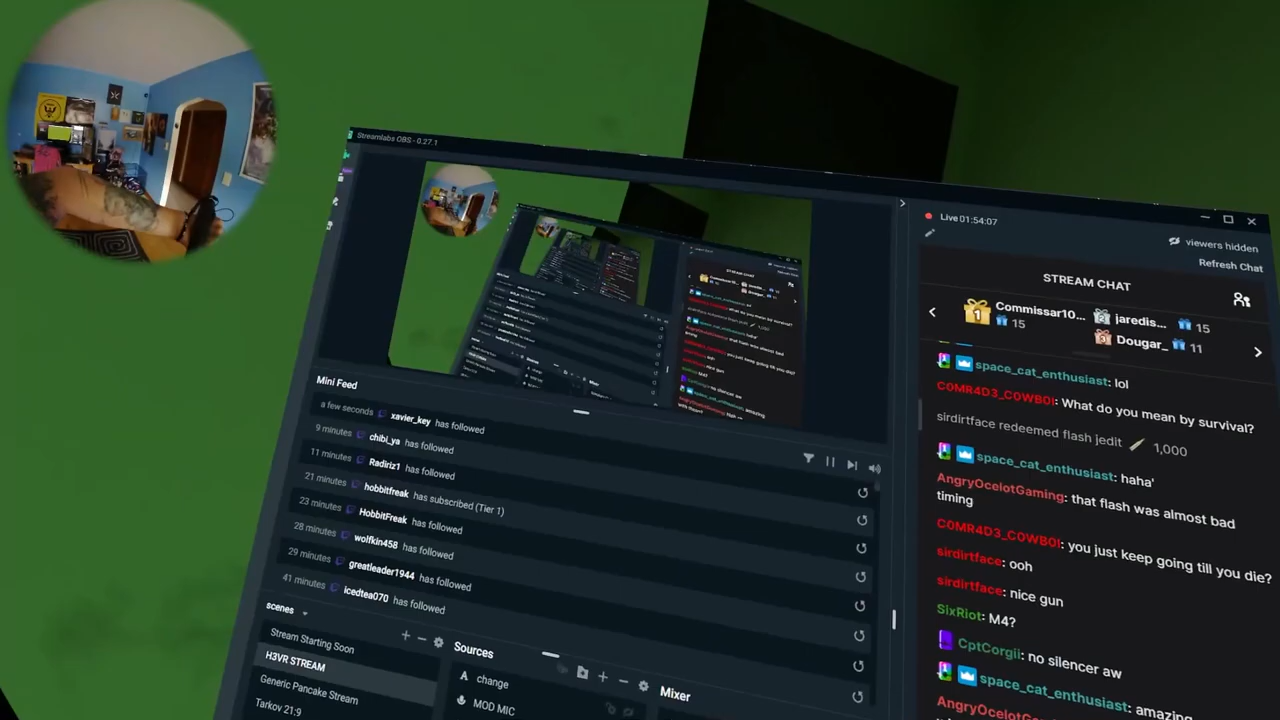 Streamlabs OBS - 0.27.1
Live 01:54:07
viewers hidden
Refresh Chat
STREAM CHAT
1 Commissar10... 15
2 jaredis... 15
3 Dougar_ 11
space_cat_enthusiast: lol
C0MR4D3_C0WB0I: What do you mean by survival?
sirdirtface redeemed flash jedit 1,000
space_cat_enthusiast: haha'
AngryOcelotGaming: that flash was almost bad
timing
C0MR4D3_C0WB0I: you just keep going till you die?
sirdirtface: ooh
sirdirtface: nice gun
SixRiot: M4?
CptCorgii: no silencer aw
space_cat_enthusiast: amazing
Mini Feed
a few seconds xavier_key has followed
9 minutes chibi_ya has followed
11 minutes Radiriz1 has followed
21 minutes hobbitfreak has subscribed (Tier 1)
23 minutes HobbitFreak has followed
28 minutes wolfkin458 has followed
29 minutes greatleader1944 has followed
41 minutes icedtea070 has followed
scenes
Stream Starting Soon
H3VR STREAM
Generic Pancake Stream
Tarkov 21:9
Sources
change
MOD MIC
Mixer